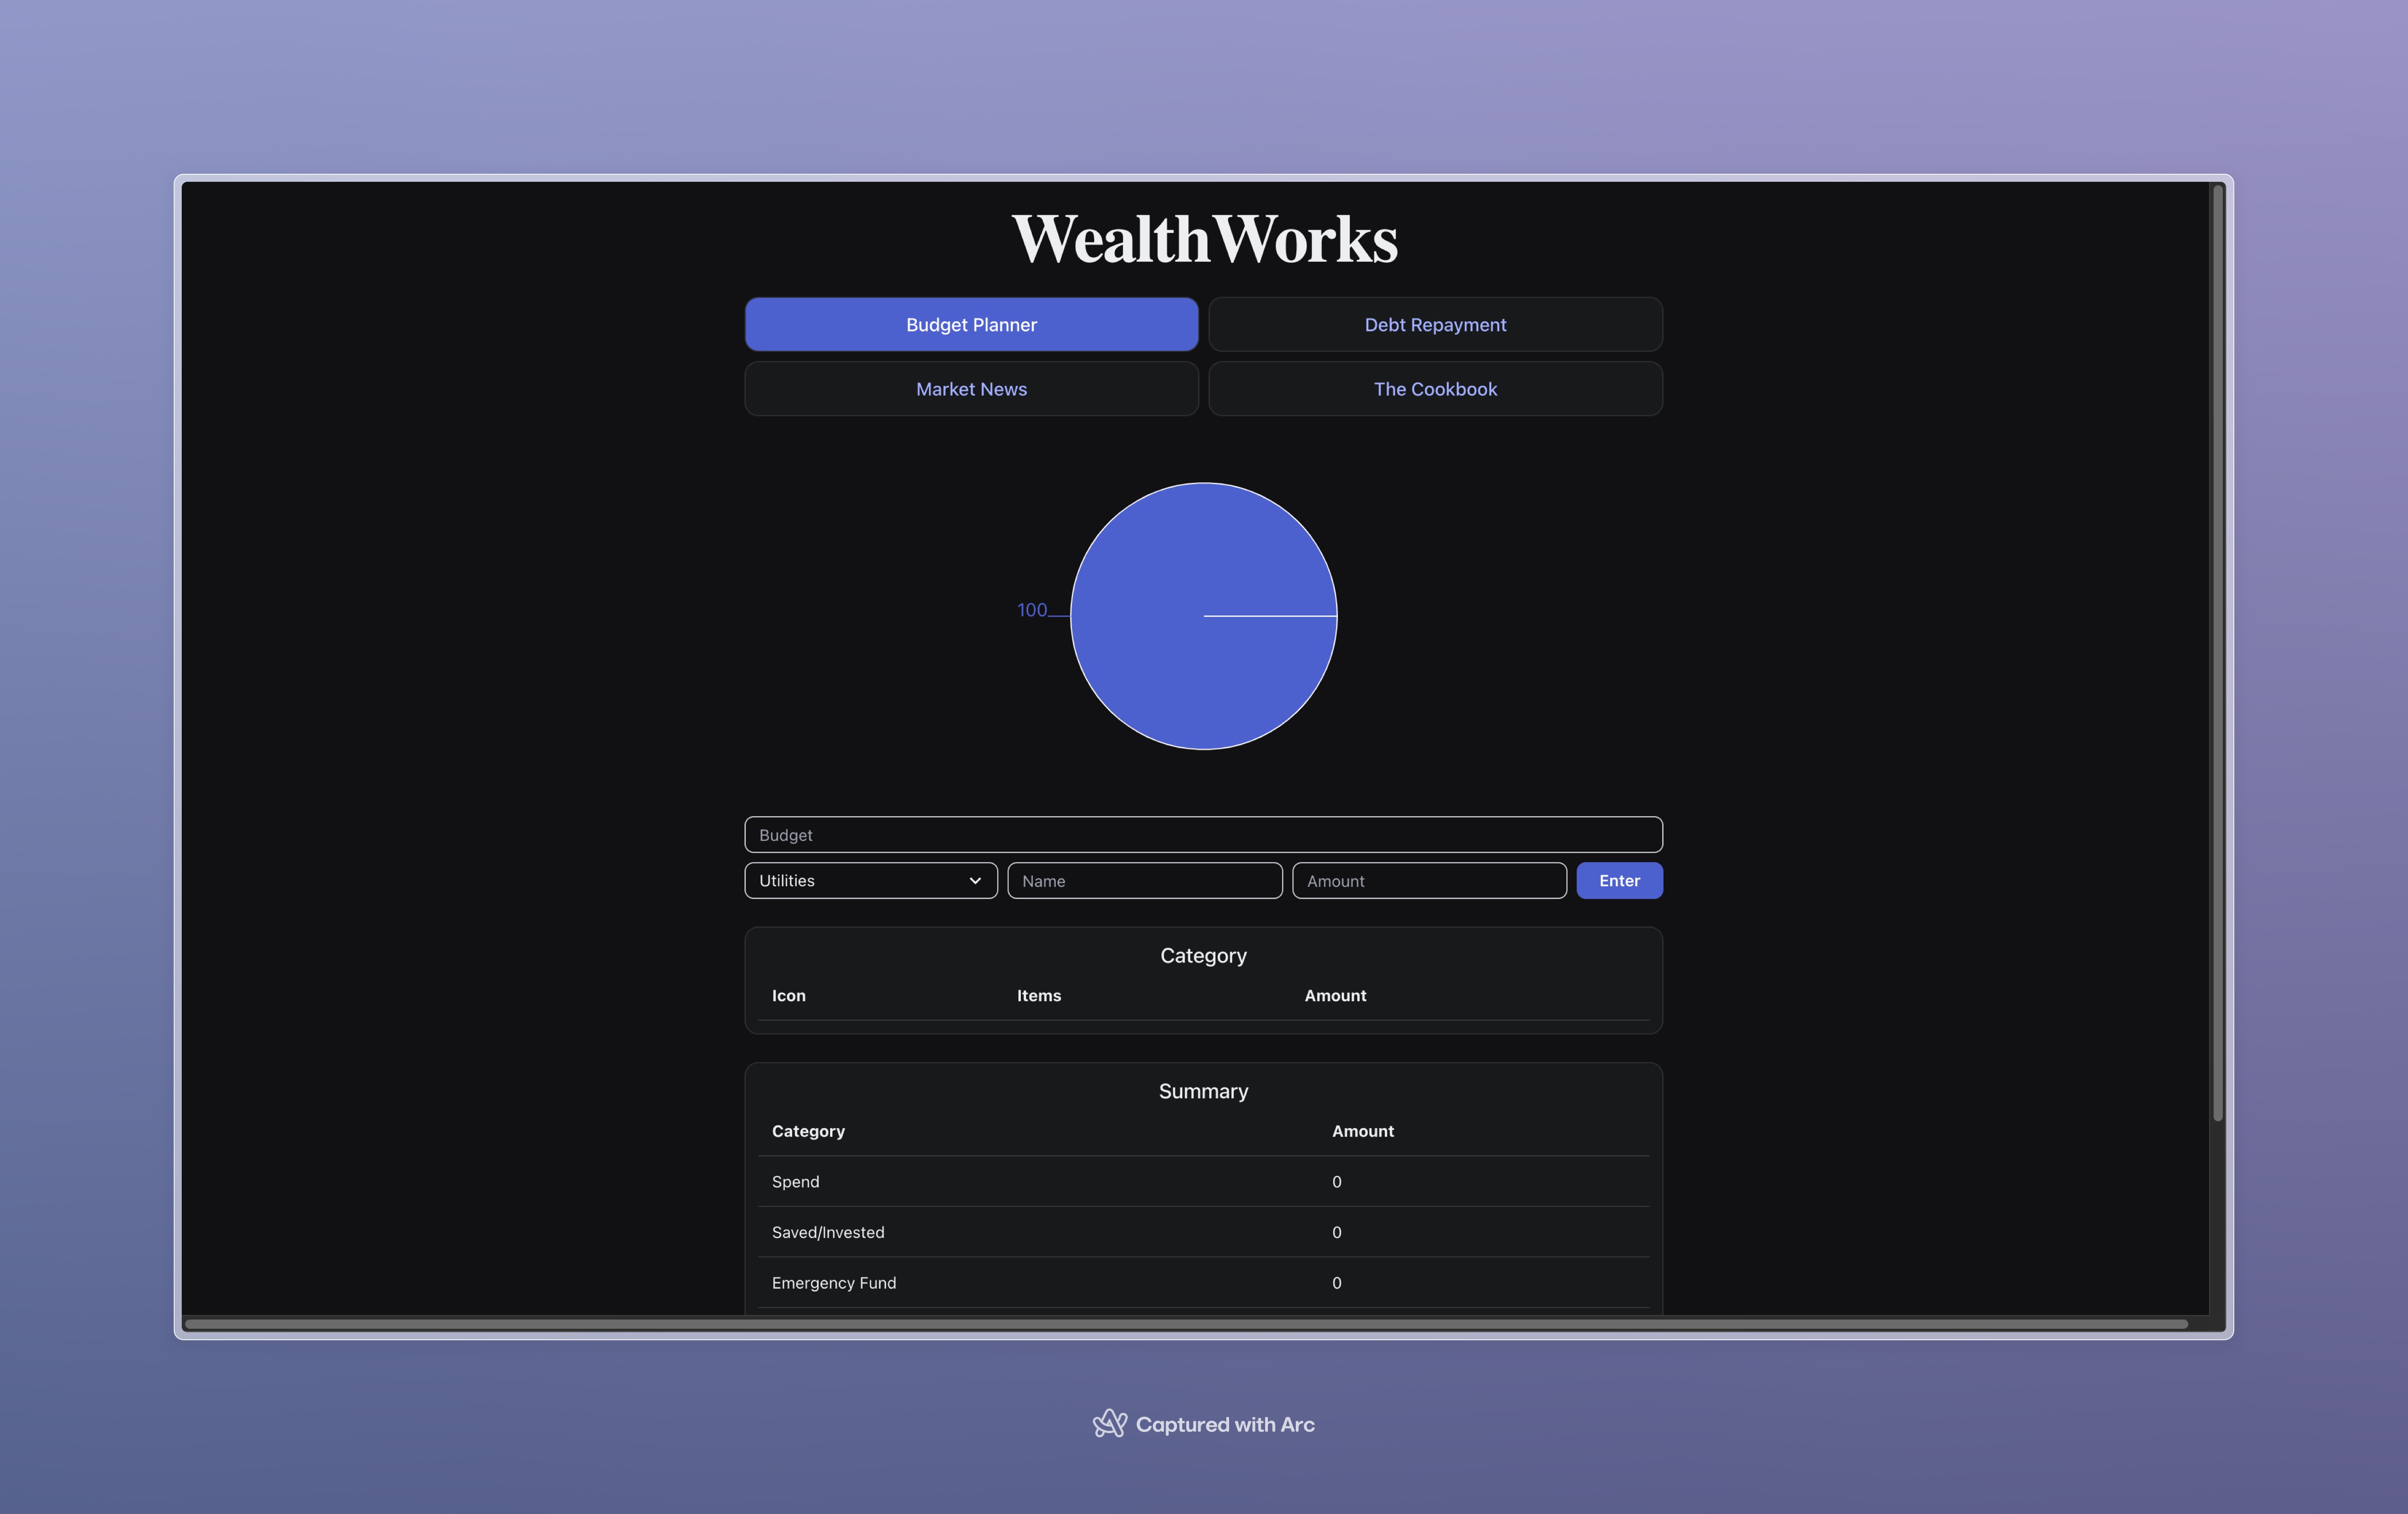 WealthWorks
Budget Planner
Debt Repayment
Market News
The Cookbook
100
Budget
Utilities
Name
Amount
Enter
Category
Icon Items Amount
Summary
Category Amount
Spend 0
Saved/Invested 0
Emergency Fund 0
Captured with Arc